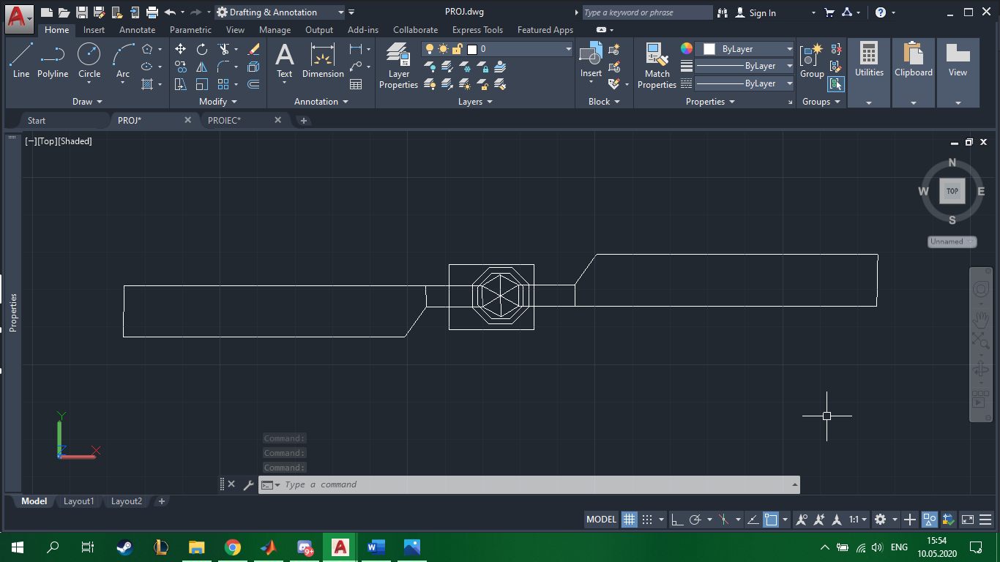 Drafting & Annotation
PROJ.dwg
Type a keyword or phrase
Sign In
Home Insert Annotate Parametric View Manage Output Add-ins Collaborate Express Tools Featured Apps
Line Polyline Circle Arc
Text Dimension
Layer Properties
0
Insert
Match Properties
ByLayer
ByLayer
ByLayer
Group
Utilities
Clipboard
View
Draw Modify Annotation Layers Block Properties Groups
Start PROJ* PROIEC*
[−][Top][Shaded]
Properties
N
W TOP E
S
Unnamed
Y
X
Command:
Command:
Command:
Type a command
Model Layout1 Layout2
MODEL 1:1
9+
ENG
15:54
10.05.2020